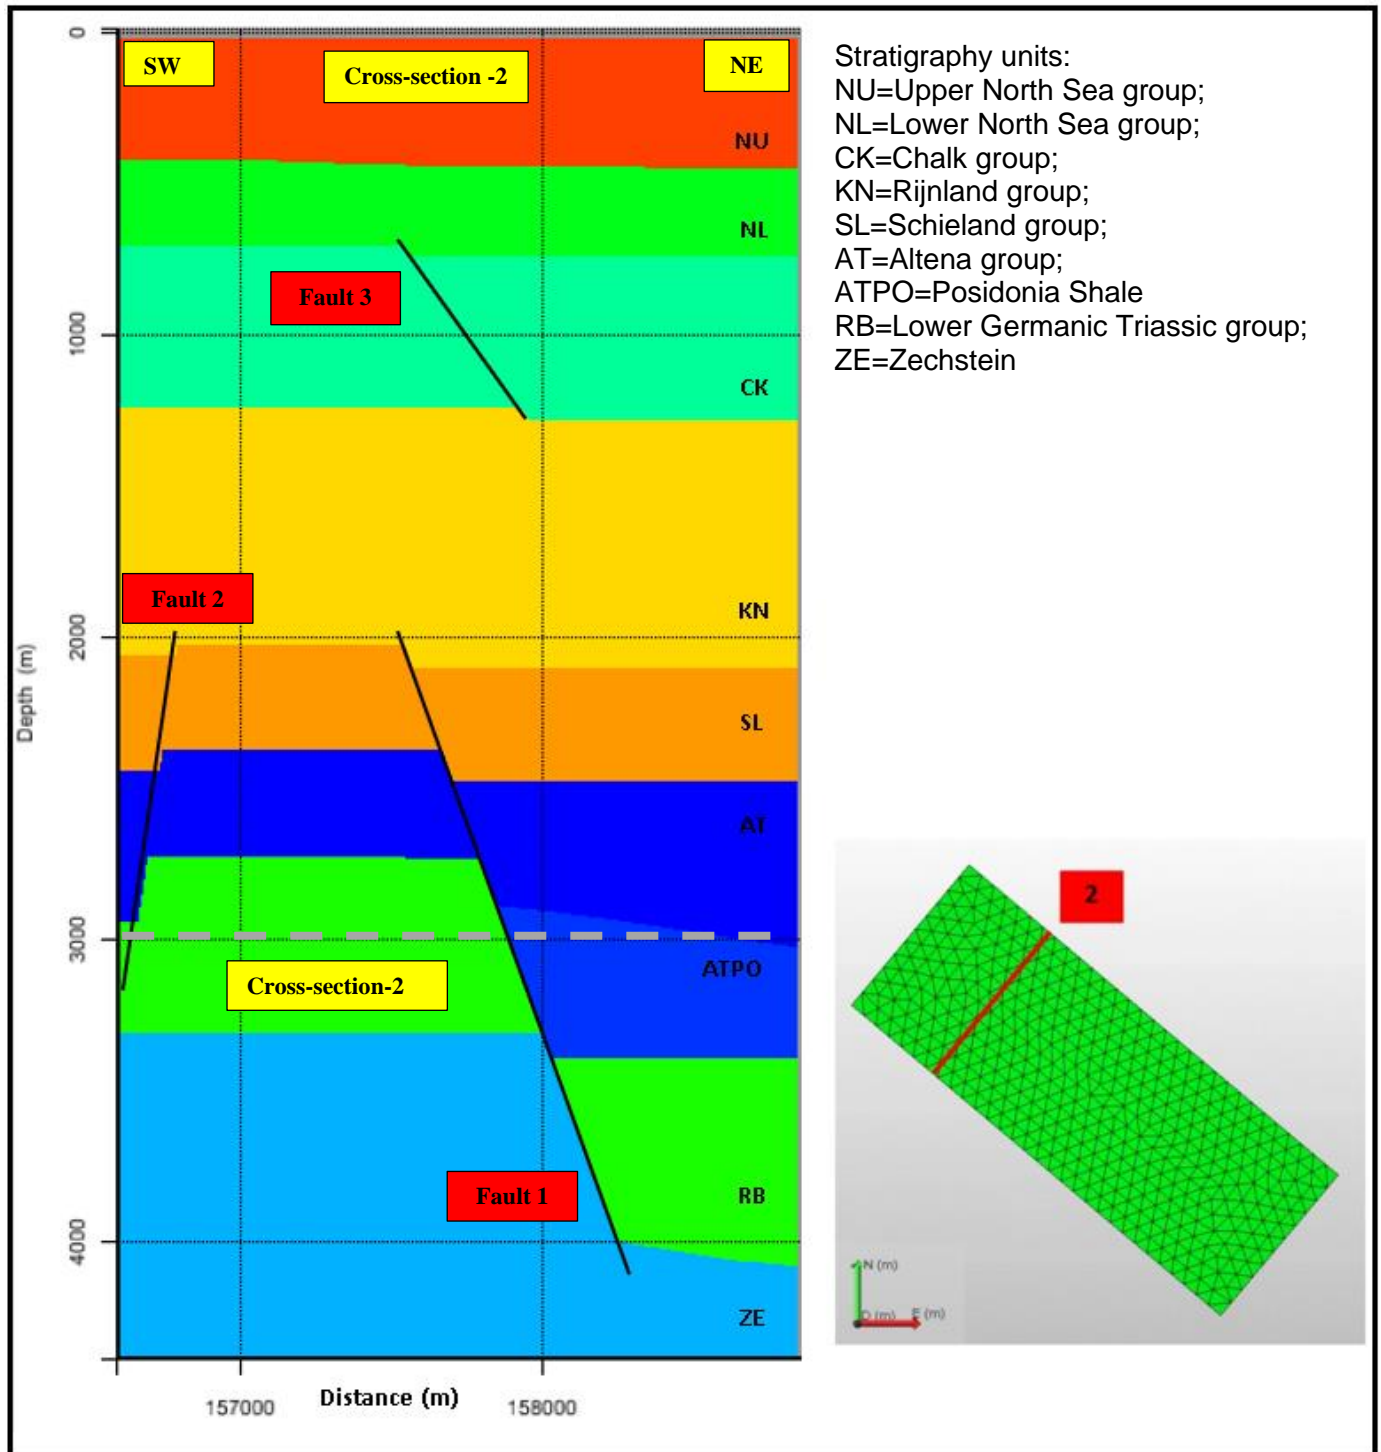 0
SW
Cross-section -2
NE
NU
NL
Fault 3
1000
CK
Fault 2
KN
2000
Depth (m)
SL
AT
3000
ATPO
Cross-section-2
Fault 1
RB
4000
ZE
Distance (m)
157000
158000
Stratigraphy units:
NU=Upper North Sea group;
NL=Lower North Sea group;
CK=Chalk group;
KN=Rijnland group;
SL=Schieland group;
AT=Altena group;
ATPO=Posidonia Shale
RB=Lower Germanic Triassic group;
ZE=Zechstein
2
N (m)
D (m)
E (m)